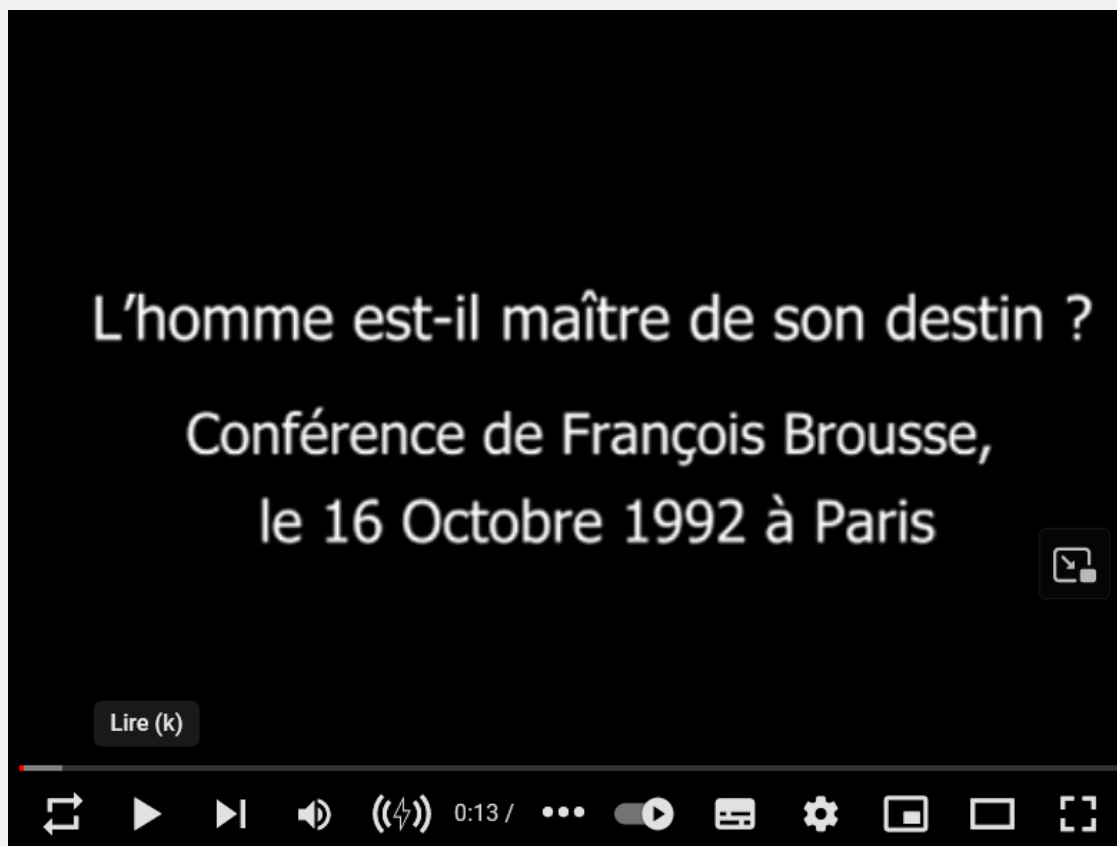 L'homme est-il maître de son destin ?
Conférence de François Brousse,
le 16 Octobre 1992 à Paris
Lire (k)
0:13 /